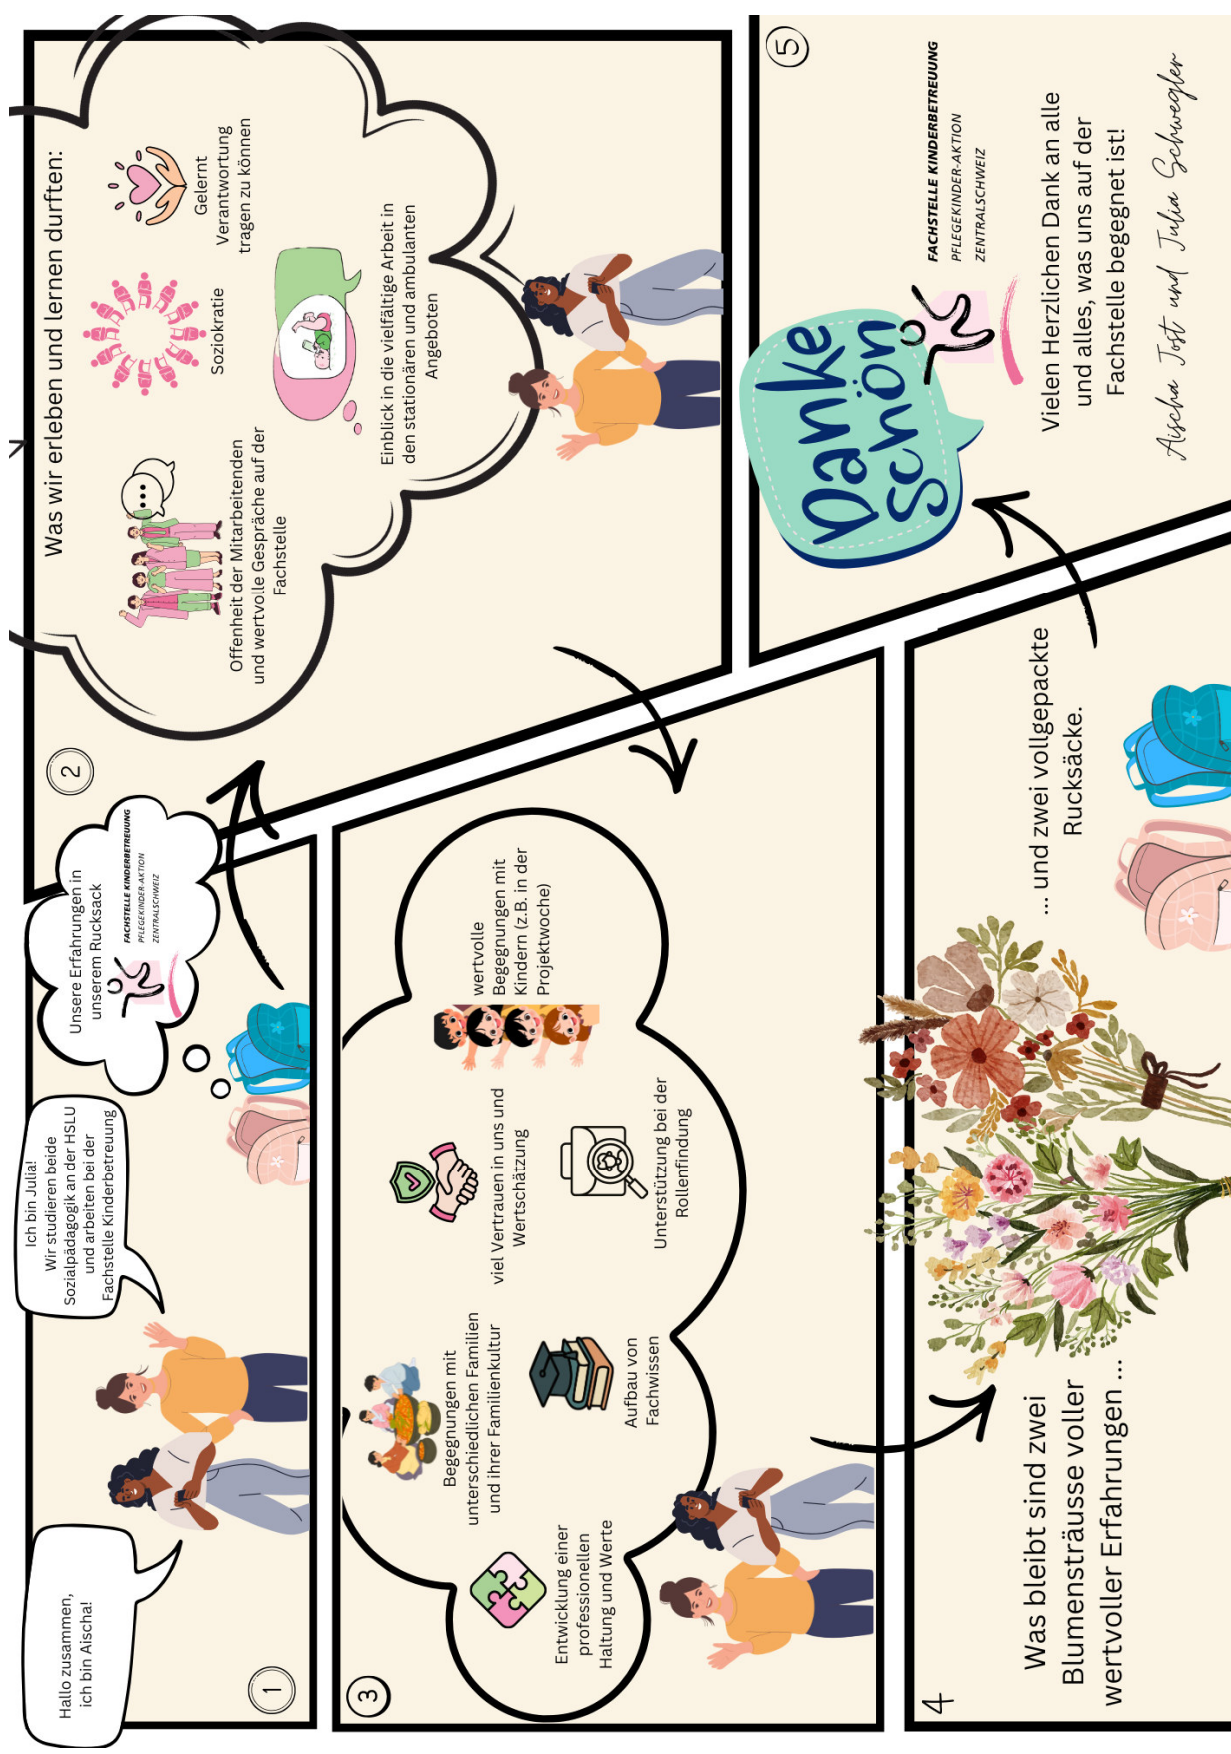 Hallo zusammen,
ich bin Aischa!
Ich bin Julia!
Wir studieren beide
Sozialpädagogik an der HSLU
und arbeiten bei der
Fachstelle Kinderbetreuung
Unsere Erfahrungen in
unserem Rucksack
FACHSTELLE KINDERBETREUUNG
PFLEGEKINDER-AKTION
ZENTRALSCHWEIZ
1
2
Was wir erleben und lernen durften:
Offenheit der Mitarbeitenden
und wertvolle Gespräche auf der
Fachstelle
Soziokratie
Gelernt
Verantwortung
tragen zu können
Einblick in die vielfältige Arbeit in
den stationären und ambulanten
Angeboten
3
Entwicklung einer
professionellen
Haltung und Werte
Begegnungen mit
unterschiedlichen Familien
und ihrer Familienkultur
Aufbau von
Fachwissen
viel Vertrauen in uns und
Wertschätzung
Unterstützung bei der
Rollenfindung
wertvolle
Begegnungen mit
Kindern (z.B. in der
Projektwoche)
4
Was bleibt sind zwei
Blumensträusse voller
wertvoller Erfahrungen ...
... und zwei vollgepackte
Rucksäcke.
5
Danke
Schön
FACHSTELLE KINDERBETREUUNG
PFLEGEKINDER-AKTION
ZENTRALSCHWEIZ
Vielen Herzlichen Dank an alle
und alles, was uns auf der
Fachstelle begegnet ist!
Aischa Jost und Julia Schwegler